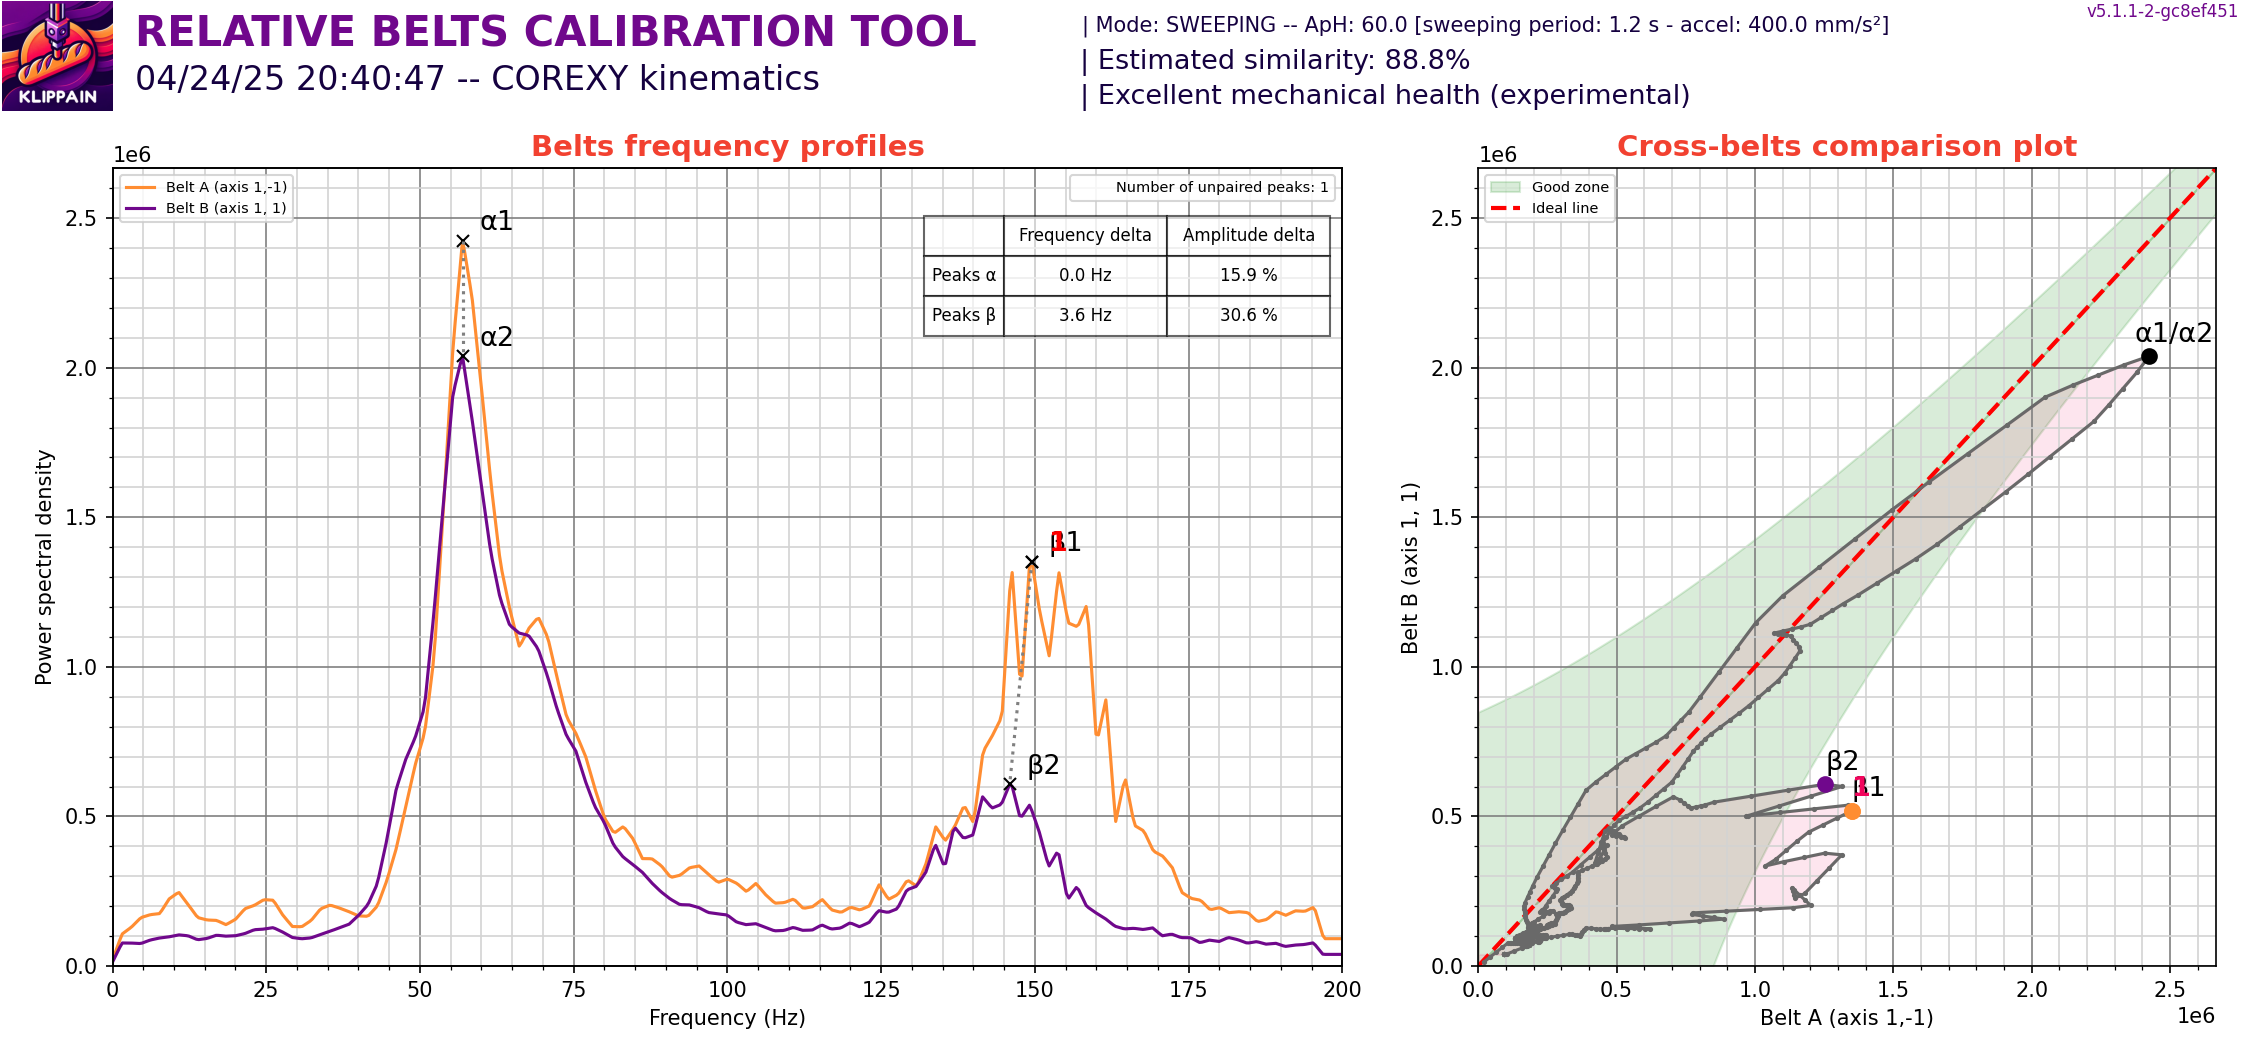 KLIPPAIN
RELATIVE BELTS CALIBRATION TOOL
04/24/25 20:40:47 -- COREXY kinematics
| Mode: SWEEPING -- ApH: 60.0 [sweeping period: 1.2 s - accel: 400.0 mm/s²]
| Estimated similarity: 88.8%
| Excellent mechanical health (experimental)
v5.1.1-2-gc8ef451
Belts frequency profiles
1e6
Belt A (axis 1,-1)
Belt B (axis 1, 1)
Number of unpaired peaks: 1
Frequency delta Amplitude delta
Peaks α 0.0 Hz 15.9 %
Peaks β 3.6 Hz 30.6 %
α1
α2
β1
1
β2
Power spectral density
2.5
2.0
1.5
1.0
0.5
0.0
0 25 50 75 100 125 150 175 200
Frequency (Hz)
Cross-belts comparison plot
1e6
Good zone
Ideal line
α1/α2
β2
β1
1
Belt B (axis 1, 1)
2.5
2.0
1.5
1.0
0.5
0.0
0.0 0.5 1.0 1.5 2.0 2.5
Belt A (axis 1,-1)
1e6